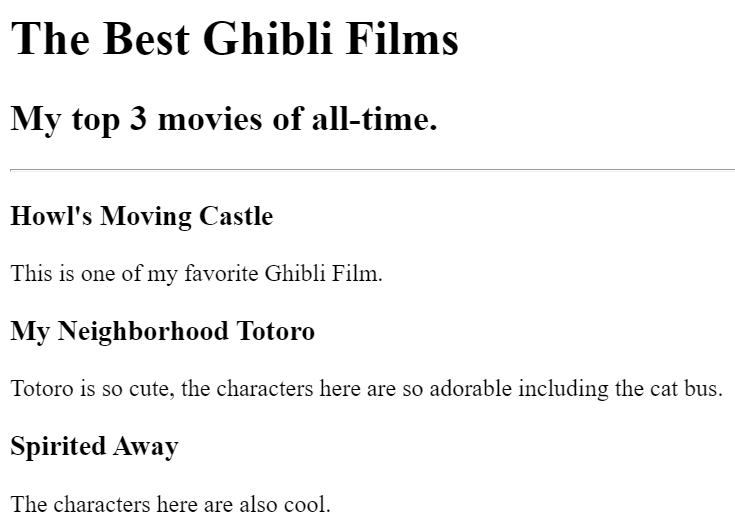 The Best Ghibli Films
My top 3 movies of all-time.
Howl's Moving Castle
This is one of my favorite Ghibli Film.
My Neighborhood Totoro
Totoro is so cute, the characters here are so adorable including the cat bus.
Spirited Away
The characters here are also cool.